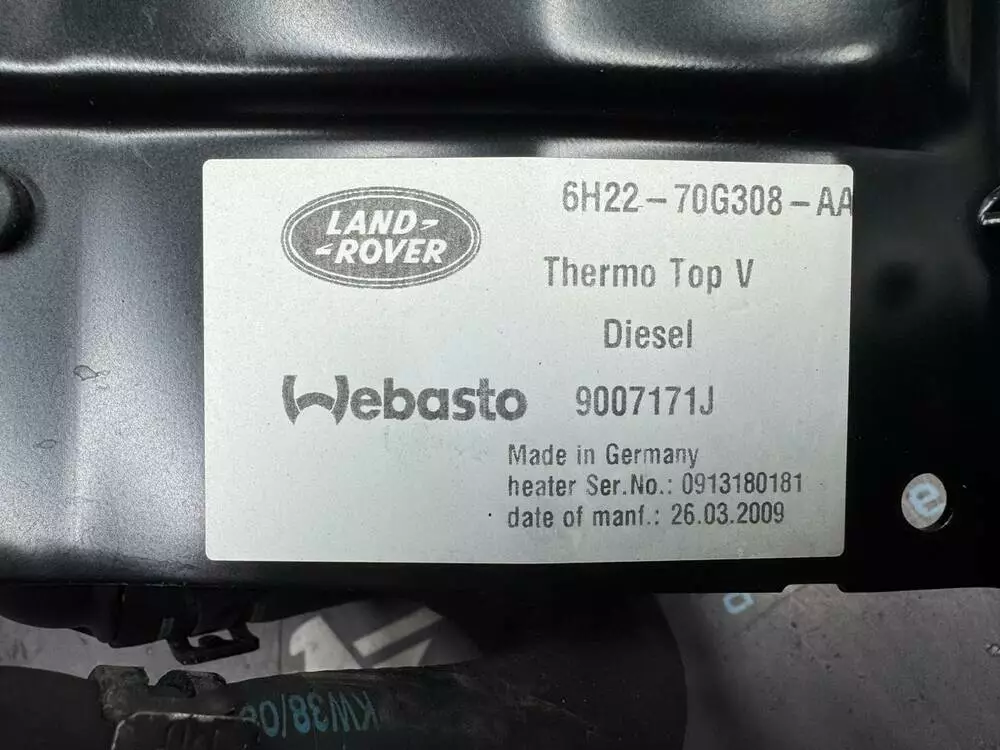 LAND-
-ROVER
6H22-70G308-AA
Thermo Top V
Diesel
Webasto
9007171J
Made in Germany
heater Ser.No.: 0913180181
date of manf.: 26.03.2009